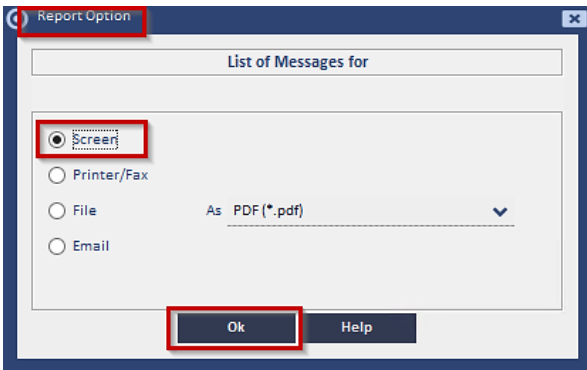 Report Option
List of Messages for
Screen
Printer/Fax
File As PDF (*.pdf)
Email
Ok Help